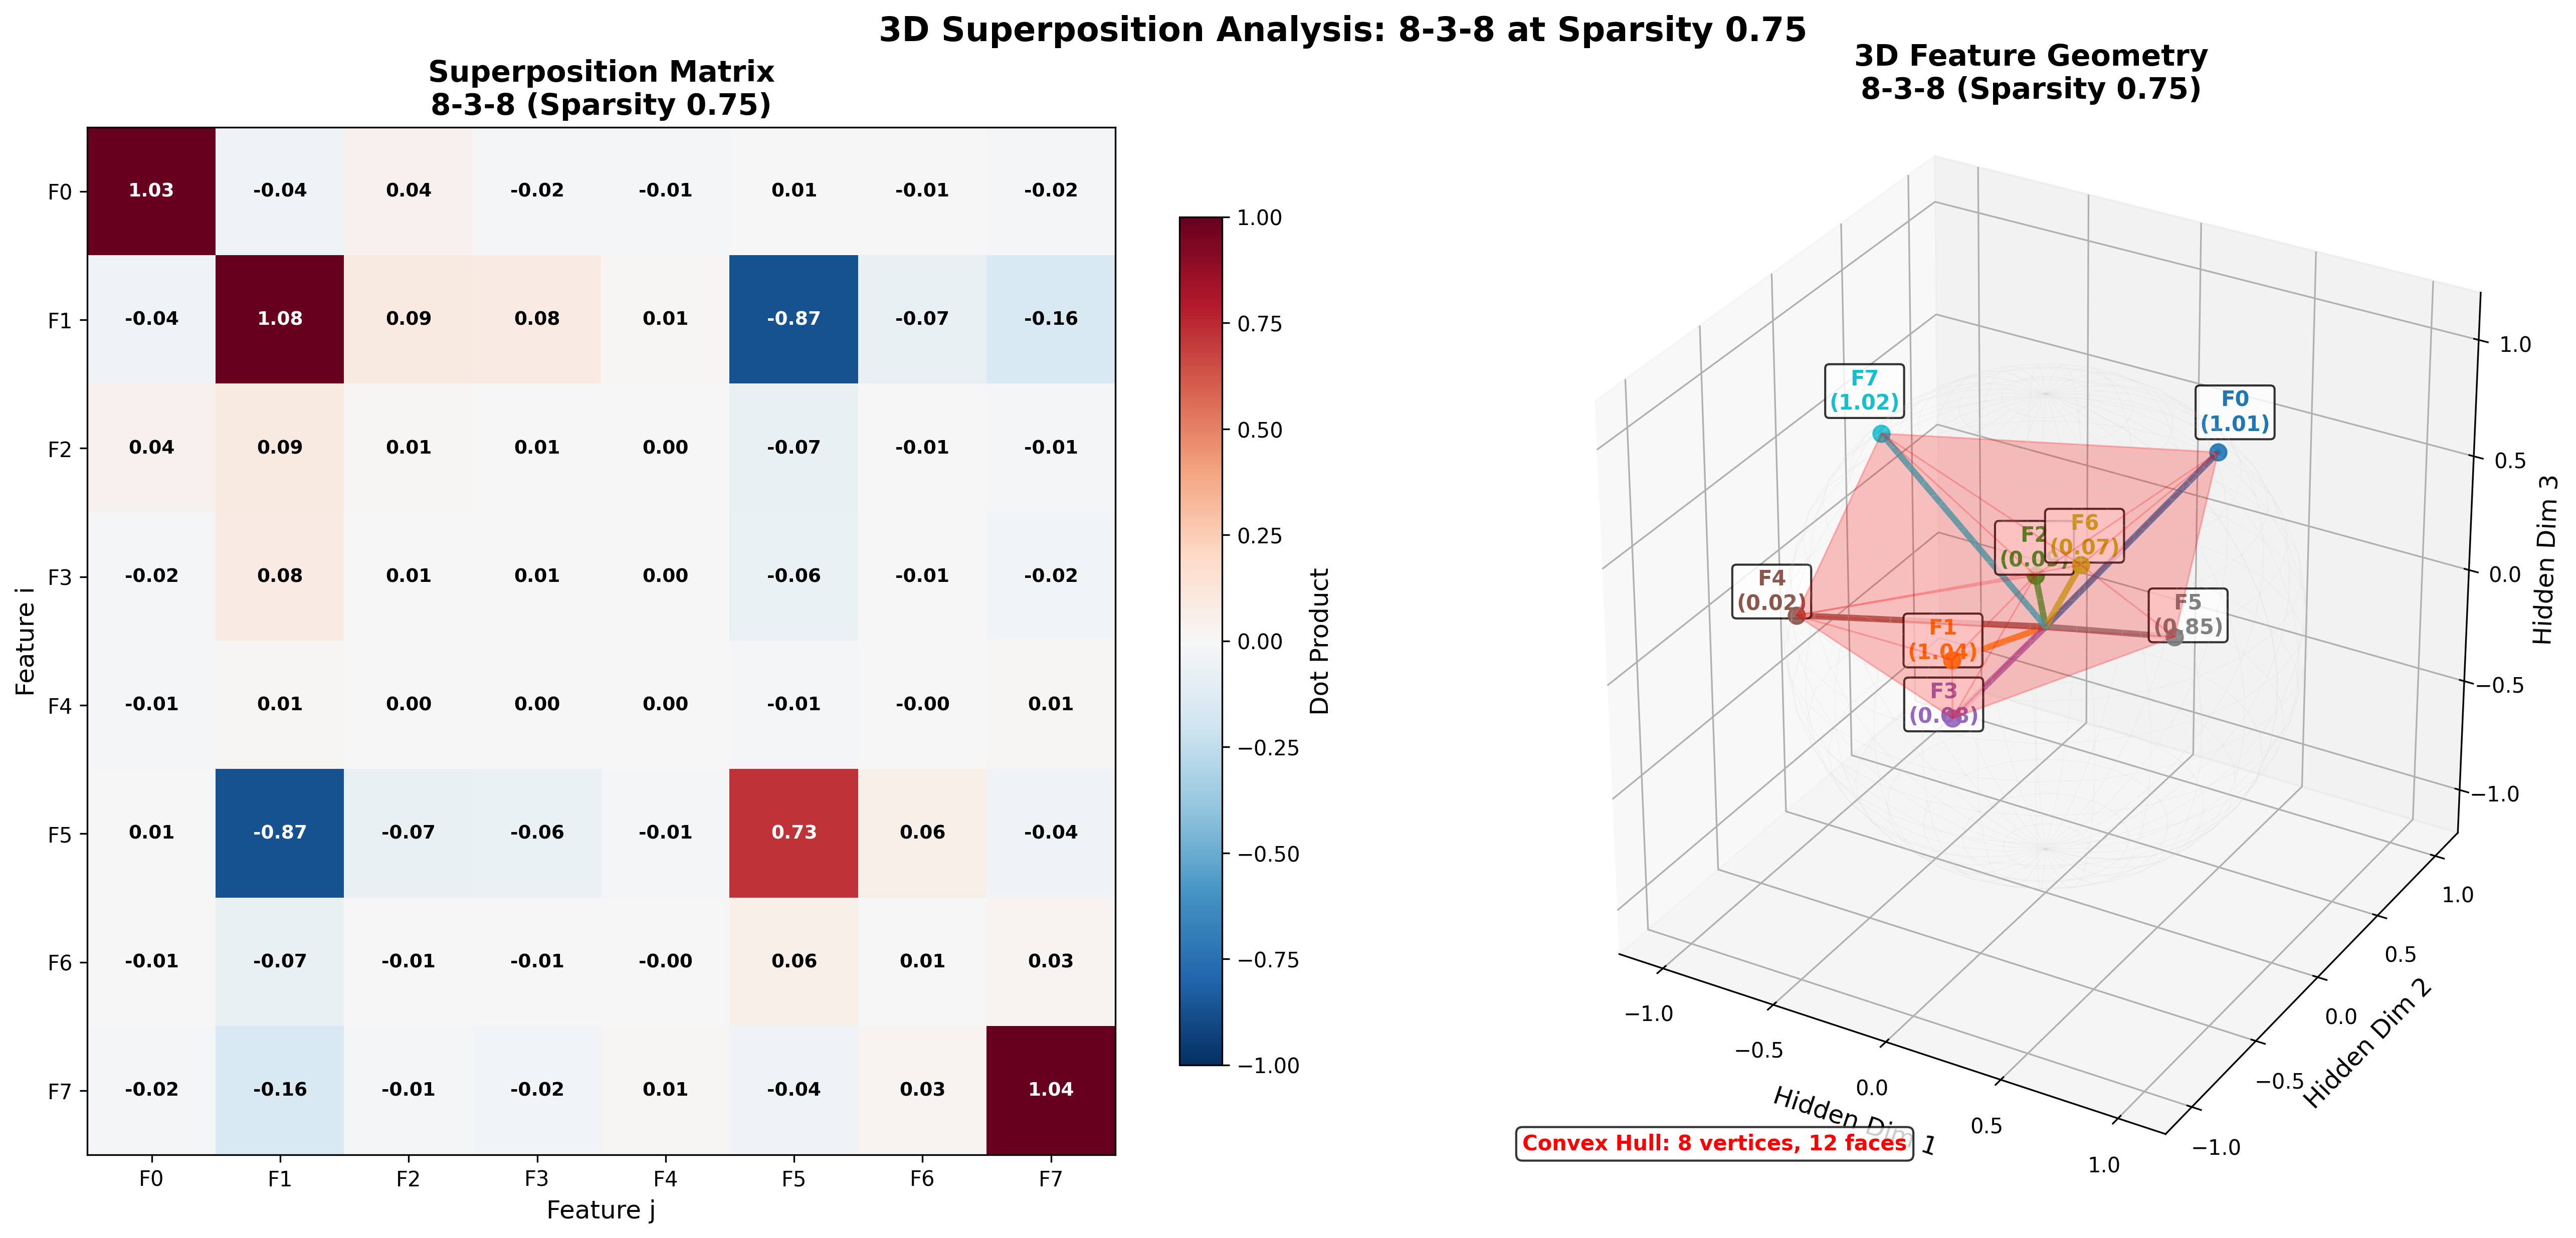 3D Superposition Analysis: 8-3-8 at Sparsity 0.75
Superposition Matrix
8-3-8 (Sparsity 0.75)
F0 1.03 -0.04 0.04 -0.02 -0.01 0.01 -0.01 -0.02
F1 -0.04 1.08 0.09 0.08 0.01 -0.87 -0.07 -0.16
F2 0.04 0.09 0.01 0.01 0.00 -0.07 -0.01 -0.01
F3 -0.02 0.08 0.01 0.01 0.00 -0.06 -0.01 -0.02
F4 -0.01 0.01 0.00 0.00 0.00 -0.01 -0.00 0.01
F5 0.01 -0.87 -0.07 -0.06 -0.01 0.73 0.06 -0.04
F6 -0.01 -0.07 -0.01 -0.01 -0.00 0.06 0.01 0.03
F7 -0.02 -0.16 -0.01 -0.02 0.01 -0.04 0.03 1.04
F0 F1 F2 F3 F4 F5 F6 F7
Feature j
Feature i
1.00
0.75
0.50
0.25
0.00
−0.25
−0.50
−0.75
−1.00
Dot Product
3D Feature Geometry
8-3-8 (Sparsity 0.75)
F7
(1.02)
F0
(1.01)
F2
F6
(0.07)
F4
(0.02)
F5
(0.85)
F1
(1.04)
F3
(0.08)
1.0
0.5
0.0
−0.5
−1.0
Hidden Dim 3
1.0
0.5
0.0
−0.5
−1.0
Hidden Dim 2
−1.0
−0.5
0.0
0.5
1.0
Hidden Dim 1
Convex Hull: 8 vertices, 12 faces